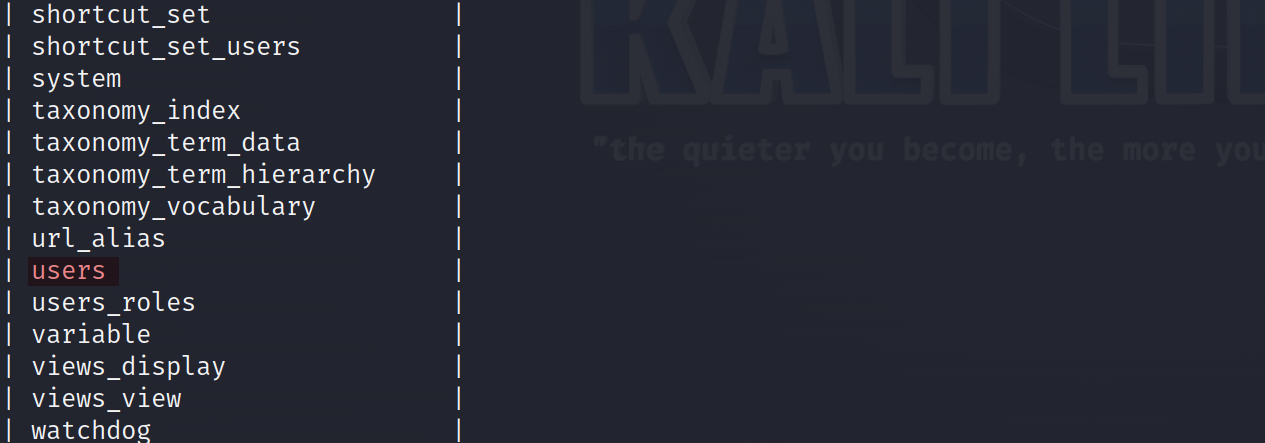 | shortcut_set |
| shortcut_set_users |
| system |
| taxonomy_index |
| taxonomy_term_data |
| taxonomy_term_hierarchy |
| taxonomy_vocabulary |
| url_alias |
| users |
| users_roles |
| variable |
| views_display |
| views_view |
| watchdog |
KALI LI
"the quieter you become, the more you